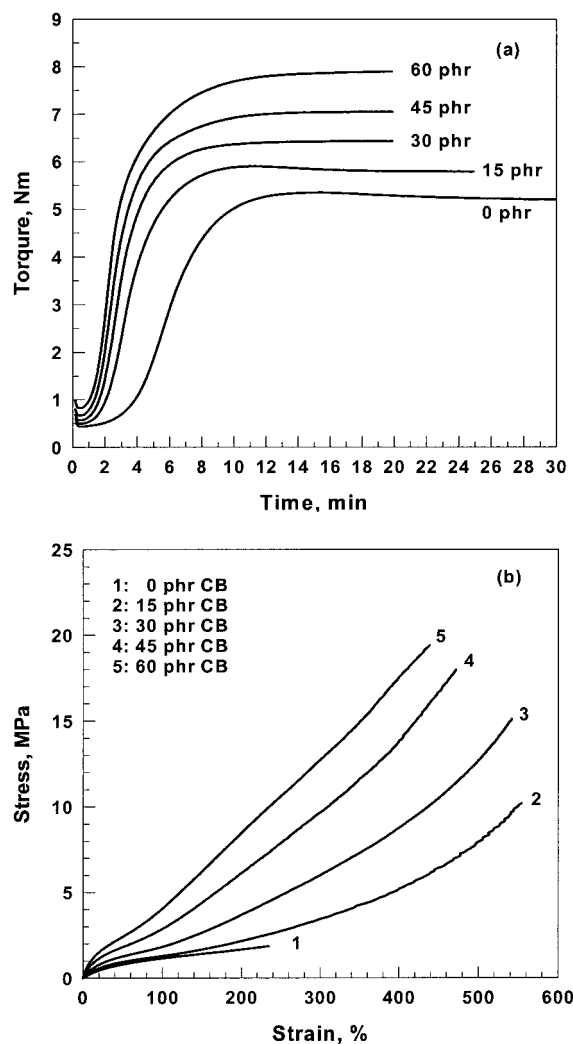 9
(a)
8
60 phr
7
45 phr
30 phr
6
15 phr
5
0 phr
4
3
2
1
0
Torqure, Nm
0 2 4 6 8 10 12 14 16 18 20 22 24 26 28 30
Time, min
25
(b)
1: 0 phr CB
2: 15 phr CB
3: 30 phr CB
4: 45 phr CB
5: 60 phr CB
20
5
4
15
3
10
2
5
1
0
Stress, MPa
0 100 200 300 400 500 600
Strain, %